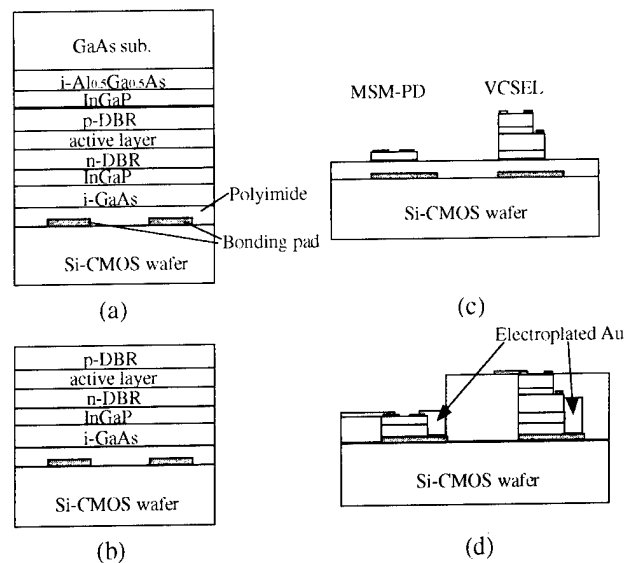 GaAs sub.
i-Al0.5Ga0.5As
InGaP
p-DBR
active layer
n-DBR
InGaP
i-GaAs
Polyimide
Bonding pad
Si-CMOS wafer
(a)
MSM-PD
VCSEL
Si-CMOS wafer
(c)
p-DBR
active layer
n-DBR
InGaP
i-GaAs
Si-CMOS wafer
(b)
Electroplated Au
Si-CMOS wafer
(d)